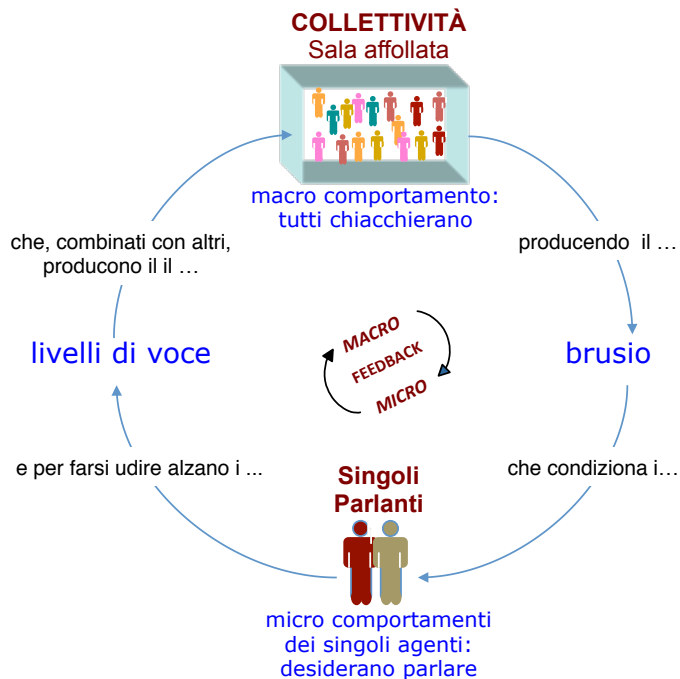 COLLETTIVITÀ
Sala affollata
macro comportamento:
tutti chiacchierano
producendo il …
brusio
che condiziona i…
Singoli
Parlanti
micro comportamenti
dei singoli agenti:
desiderano parlare
e per farsi udire alzano i ...
livelli di voce
che, combinati con altri,
producono il il …
MACRO
FEEDBACK
MICRO